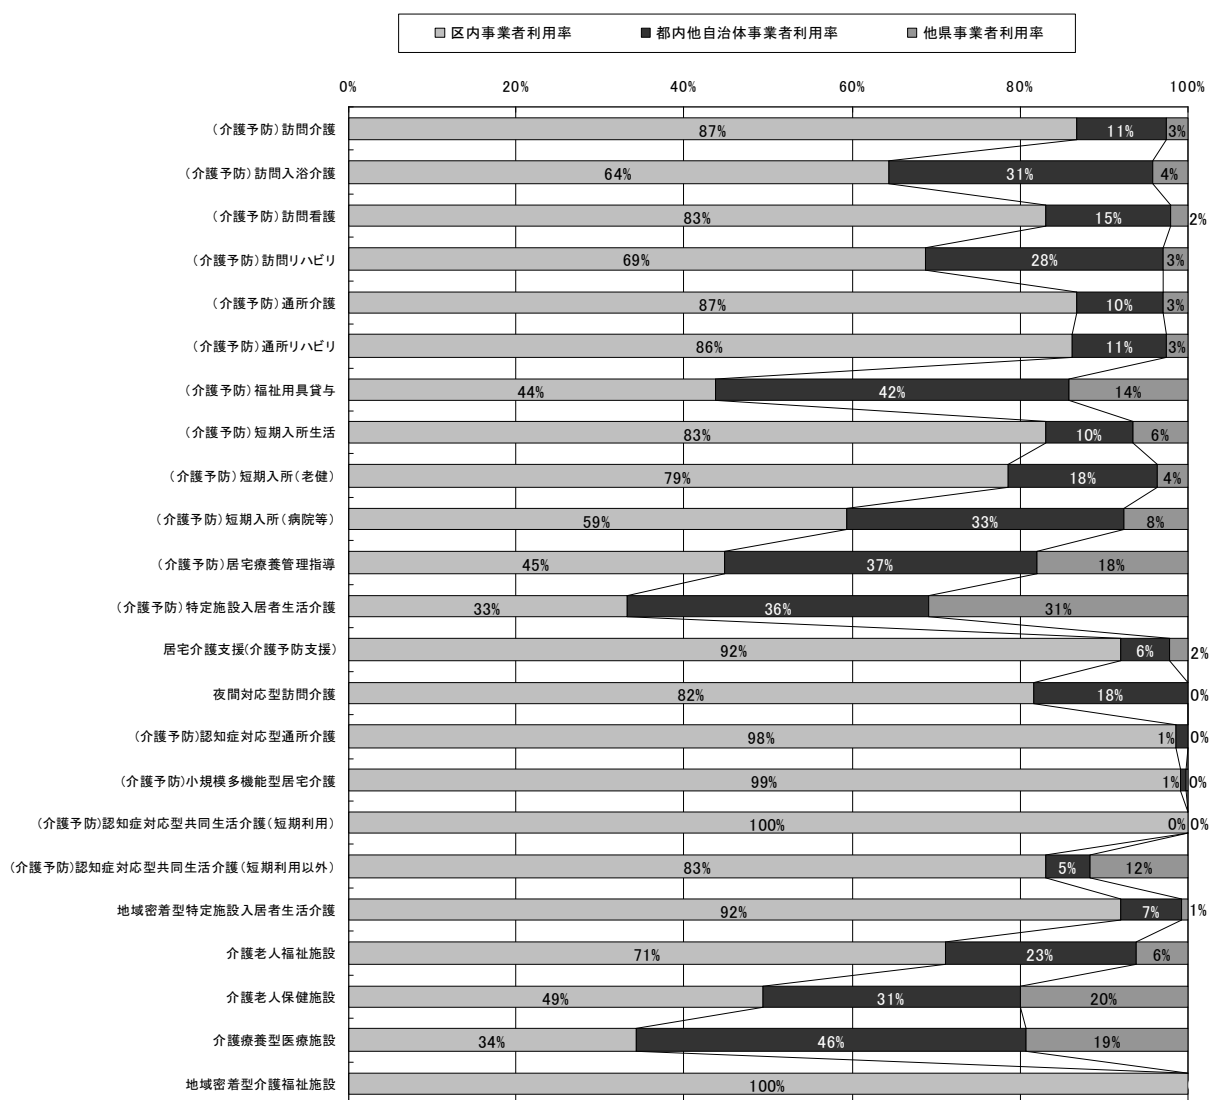 区内事業者利用率 都内他自治体事業者利用率 他県事業者利用率
0% 20% 40% 60% 80% 100%
(介護予防)訪問介護 87% 11% 3%
(介護予防)訪問入浴介護 64% 31% 4%
(介護予防)訪問看護 83% 15% 2%
(介護予防)訪問リハビリ 69% 28% 3%
(介護予防)通所介護 87% 10% 3%
(介護予防)通所リハビリ 86% 11% 3%
(介護予防)福祉用具貸与 44% 42% 14%
(介護予防)短期入所生活 83% 10% 6%
(介護予防)短期入所(老健) 79% 18% 4%
(介護予防)短期入所(病院等) 59% 33% 8%
(介護予防)居宅療養管理指導 45% 37% 18%
(介護予防)特定施設入居者生活介護 33% 36% 31%
居宅介護支援(介護予防支援) 92% 6% 2%
夜間対応型訪問介護 82% 18% 0%
(介護予防)認知症対応型通所介護 98% 1% 0%
(介護予防)小規模多機能型居宅介護 99% 1% 0%
(介護予防)認知症対応型共同生活介護(短期利用) 100% 0% 0%
(介護予防)認知症対応型共同生活介護(短期利用以外) 83% 5% 12%
地域密着型特定施設入居者生活介護 92% 7% 1%
介護老人福祉施設 71% 23% 6%
介護老人保健施設 49% 31% 20%
介護療養型医療施設 34% 46% 19%
地域密着型介護福祉施設 100%